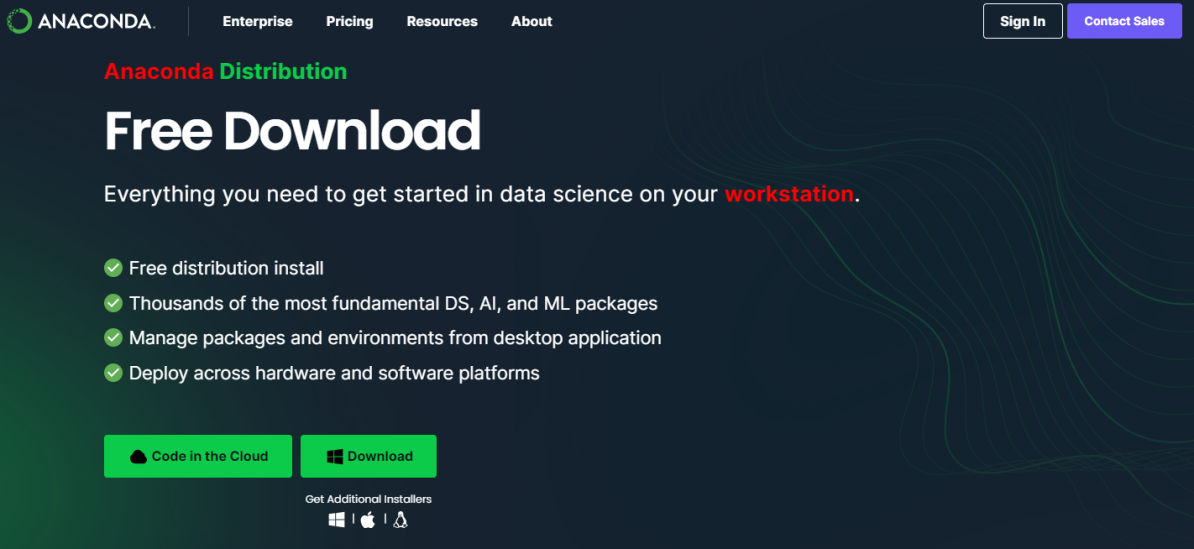 ANACONDA.
Enterprise Pricing Resources About
Sign In
Contact Sales
Anaconda Distribution
Free Download
Everything you need to get started in data science on your workstation.
Free distribution install
Thousands of the most fundamental DS, AI, and ML packages
Manage packages and environments from desktop application
Deploy across hardware and software platforms
Code in the Cloud
Download
Get Additional Installers
| |